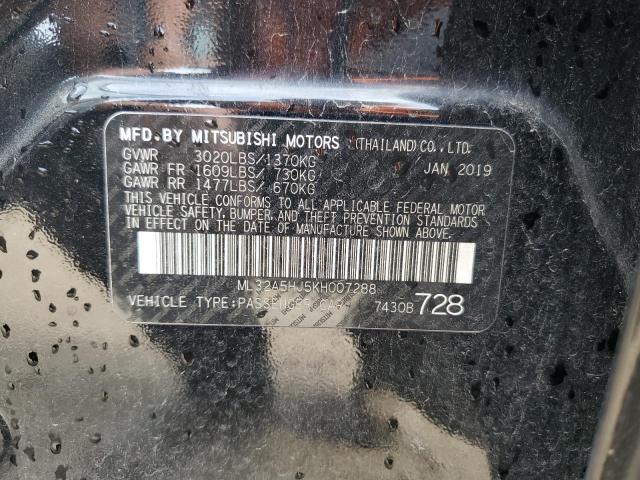 MFD.BY MITSUBISHI MOTORS (THAILAND)CO.,LTD.
GVWR 3020LBS/1370KG
GAWR FR 1609LBS/ 730KG JAN 2019
GAWR RR 1477LBS/ 670KG
THIS VEHICLE CONFORMS TO ALL APPLICABLE FEDERAL MOTOR
VEHICLE SAFETY, BUMPER, AND THEFT PREVENTION STANDARDS
IN EFFECT ON THE DATE OF MANUFACTURE SHOWN ABOVE.
ML32A5HJ5KH007288
VEHICLE TYPE:PASSENGER CAR 7430B 728